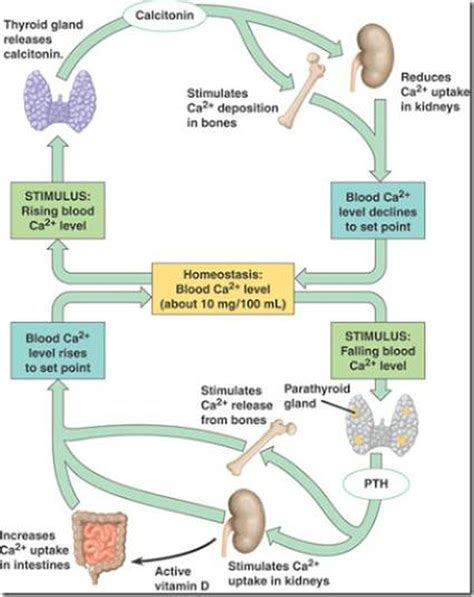 Thyroid gland
releases
calcitonin.
Calcitonin
Stimulates
Ca2+ deposition
in bones
Reduces
Ca2+ uptake
in kidneys
STIMULUS:
Rising blood
Ca2+ level
Blood Ca2+
level declines
to set point
Homeostasis:
Blood Ca2+ level
(about 10 mg/100 mL)
Blood Ca2+
level rises
to set point
STIMULUS:
Falling blood
Ca2+ level
Stimulates
Ca2+ release
from bones
Parathyroid
gland
PTH
Increases
Ca2+ uptake
in intestines
Active
vitamin D
Stimulates Ca2+
uptake in kidneys